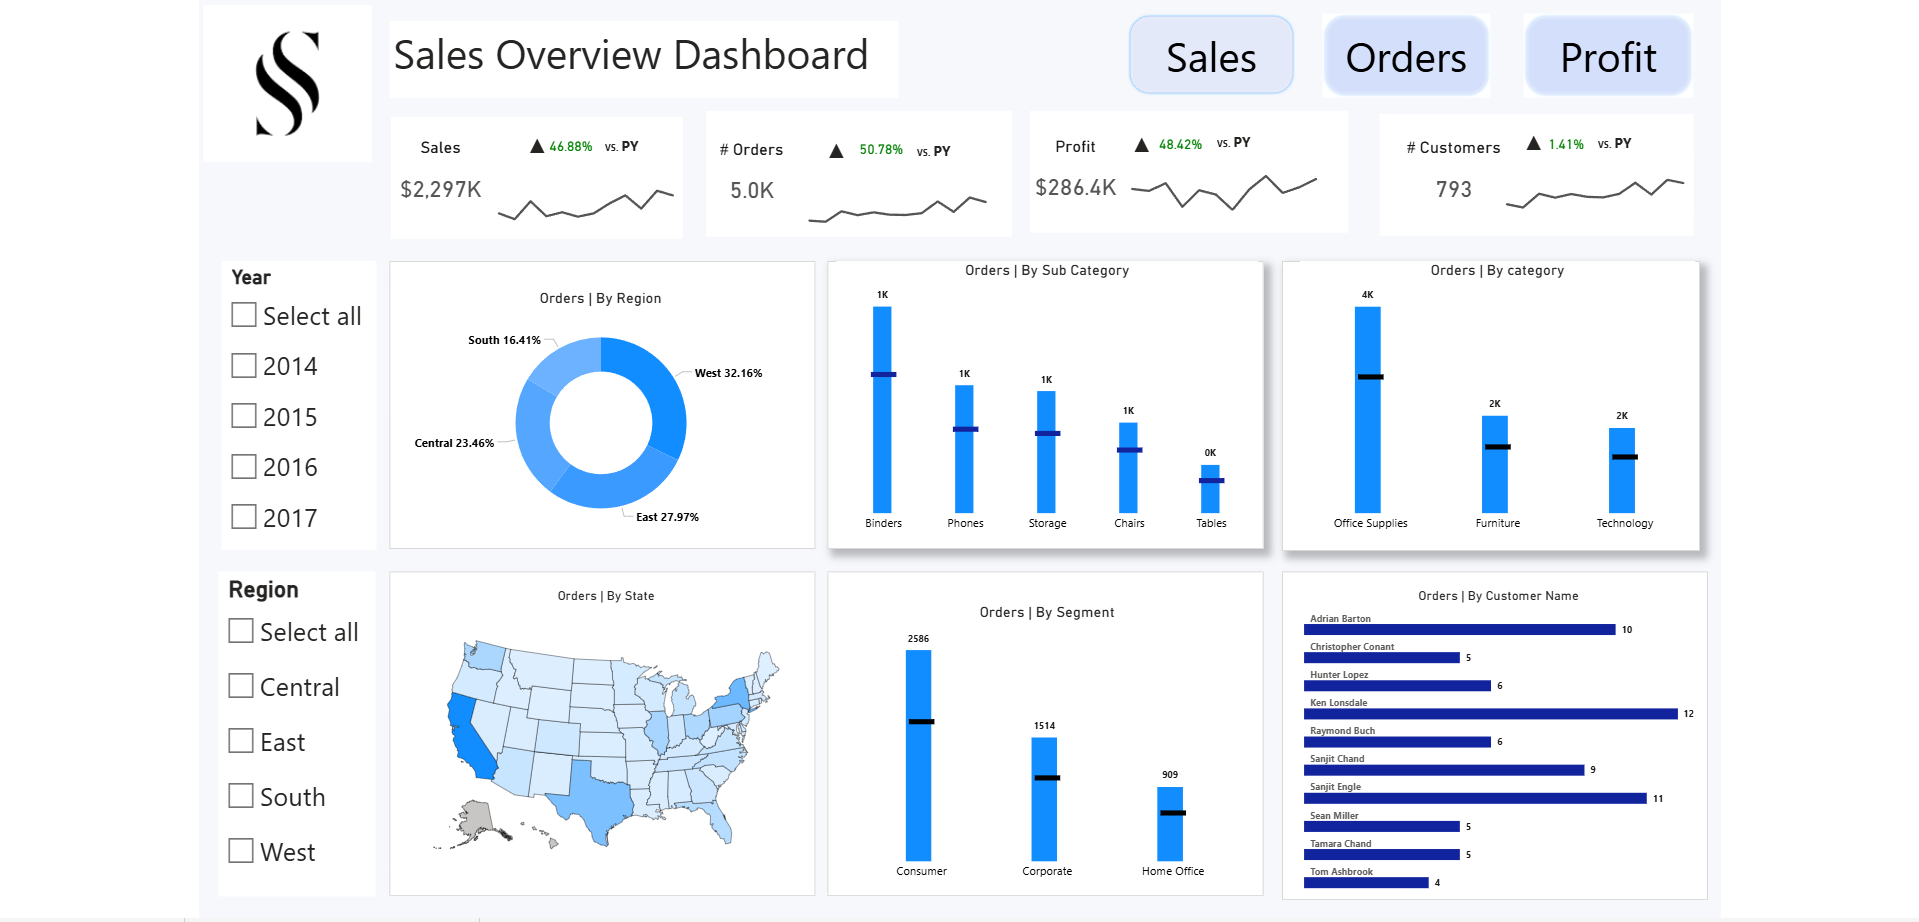 Sales Overview Dashboard
Sales
Orders
Profit
Sales
▲ 46.88% vs. PY
$2,297K
# Orders
▲ 50.78% vs. PY
5.0K
Profit
▲ 48.42% vs. PY
$286.4K
# Customers
▲ 1.41% vs. PY
793
Year
Select all
2014
2015
2016
2017
Region
Select all
Central
East
South
West
Orders | By Region
South 16.41%
West 32.16%
Central 23.46%
East 27.97%
Orders | By Sub Category
1K
1K
1K
1K
0K
Binders
Phones
Storage
Chairs
Tables
Orders | By category
4K
2K
2K
Office Supplies
Furniture
Technology
Orders | By State
Orders | By Segment
2586
1514
909
Consumer
Corporate
Home Office
Orders | By Customer Name
Adrian Barton
10
Christopher Conant
5
Hunter Lopez
6
Ken Lonsdale
12
Raymond Buch
6
Sanjit Chand
9
Sanjit Engle
11
Sean Miller
5
Tamara Chand
5
Tom Ashbrook
4